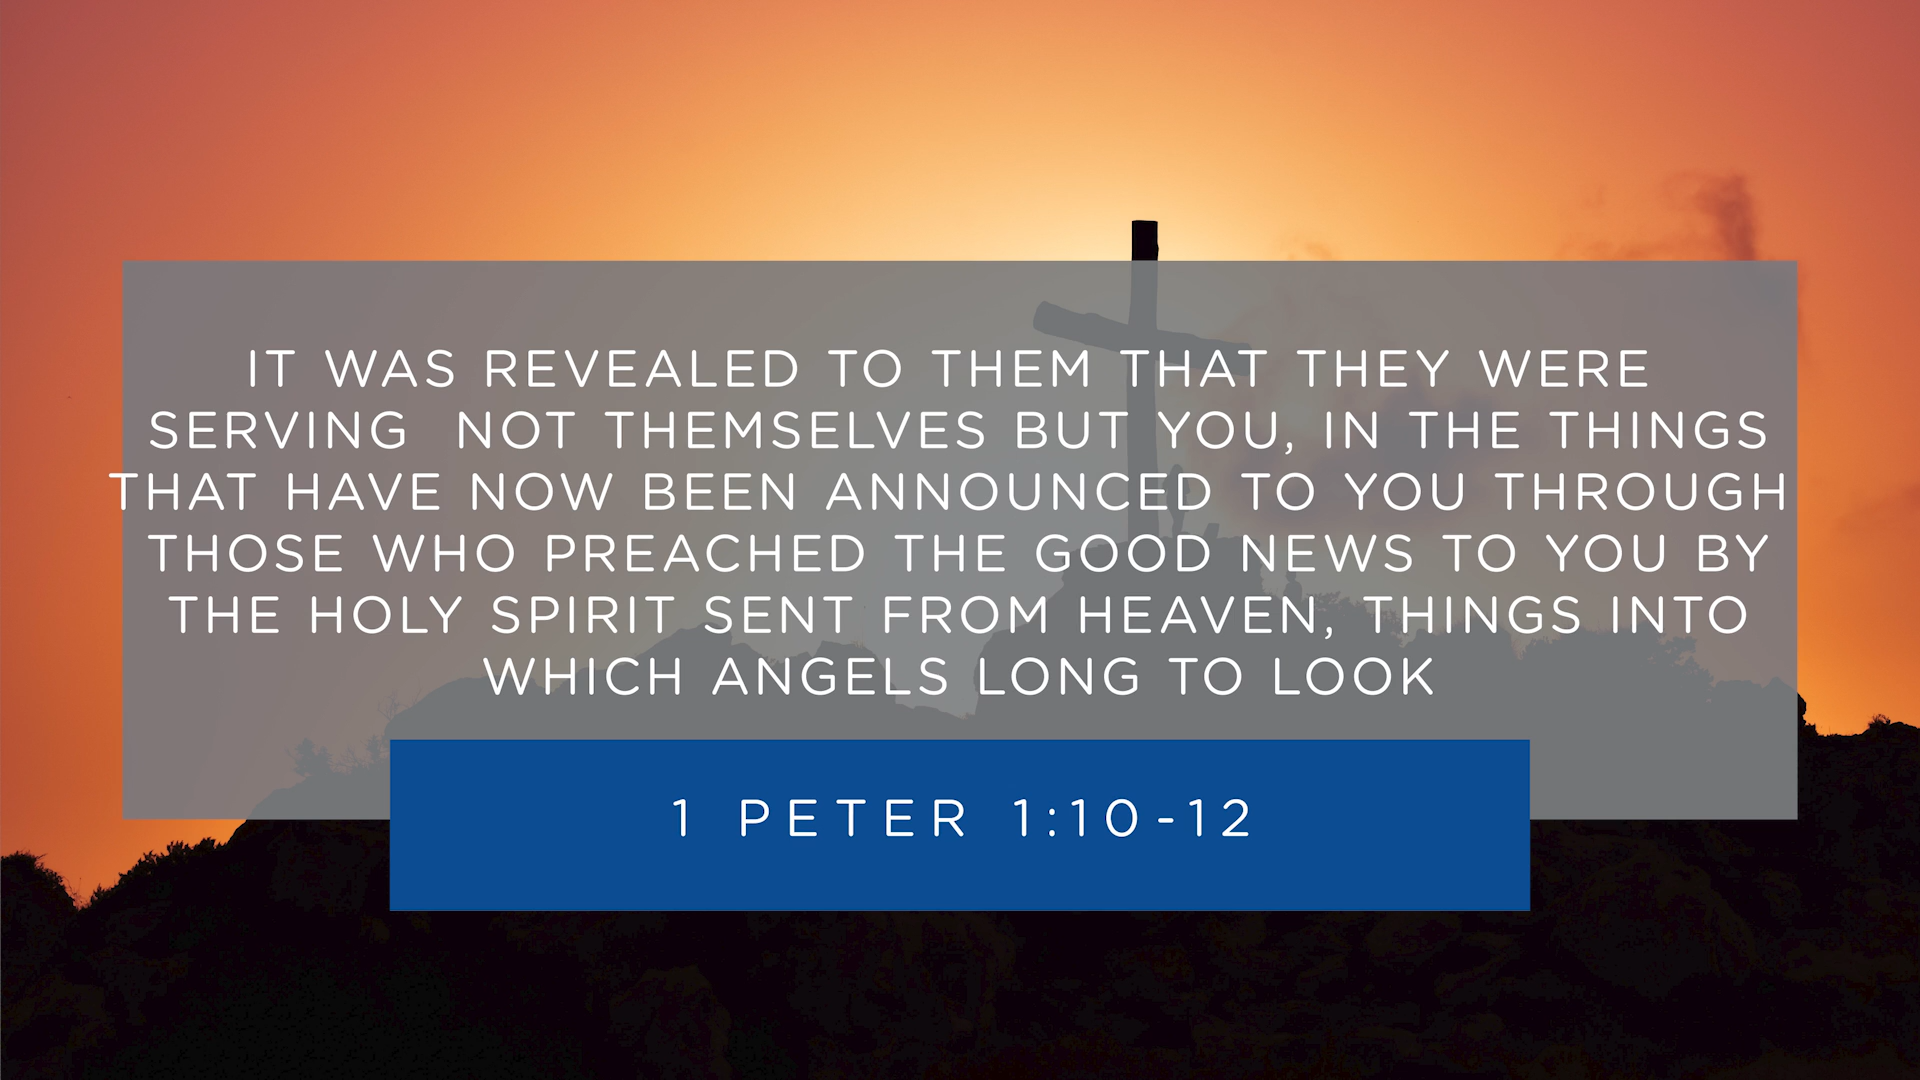 IT WAS REVEALED TO THEM THAT THEY WERE
SERVING  NOT THEMSELVES BUT YOU, IN THE THINGS
THAT HAVE NOW BEEN ANNOUNCED TO YOU THROUGH
THOSE WHO PREACHED THE GOOD NEWS TO YOU BY
THE HOLY SPIRIT SENT FROM HEAVEN, THINGS INTO
WHICH ANGELS LONG TO LOOK
1 PETER 1:10-12